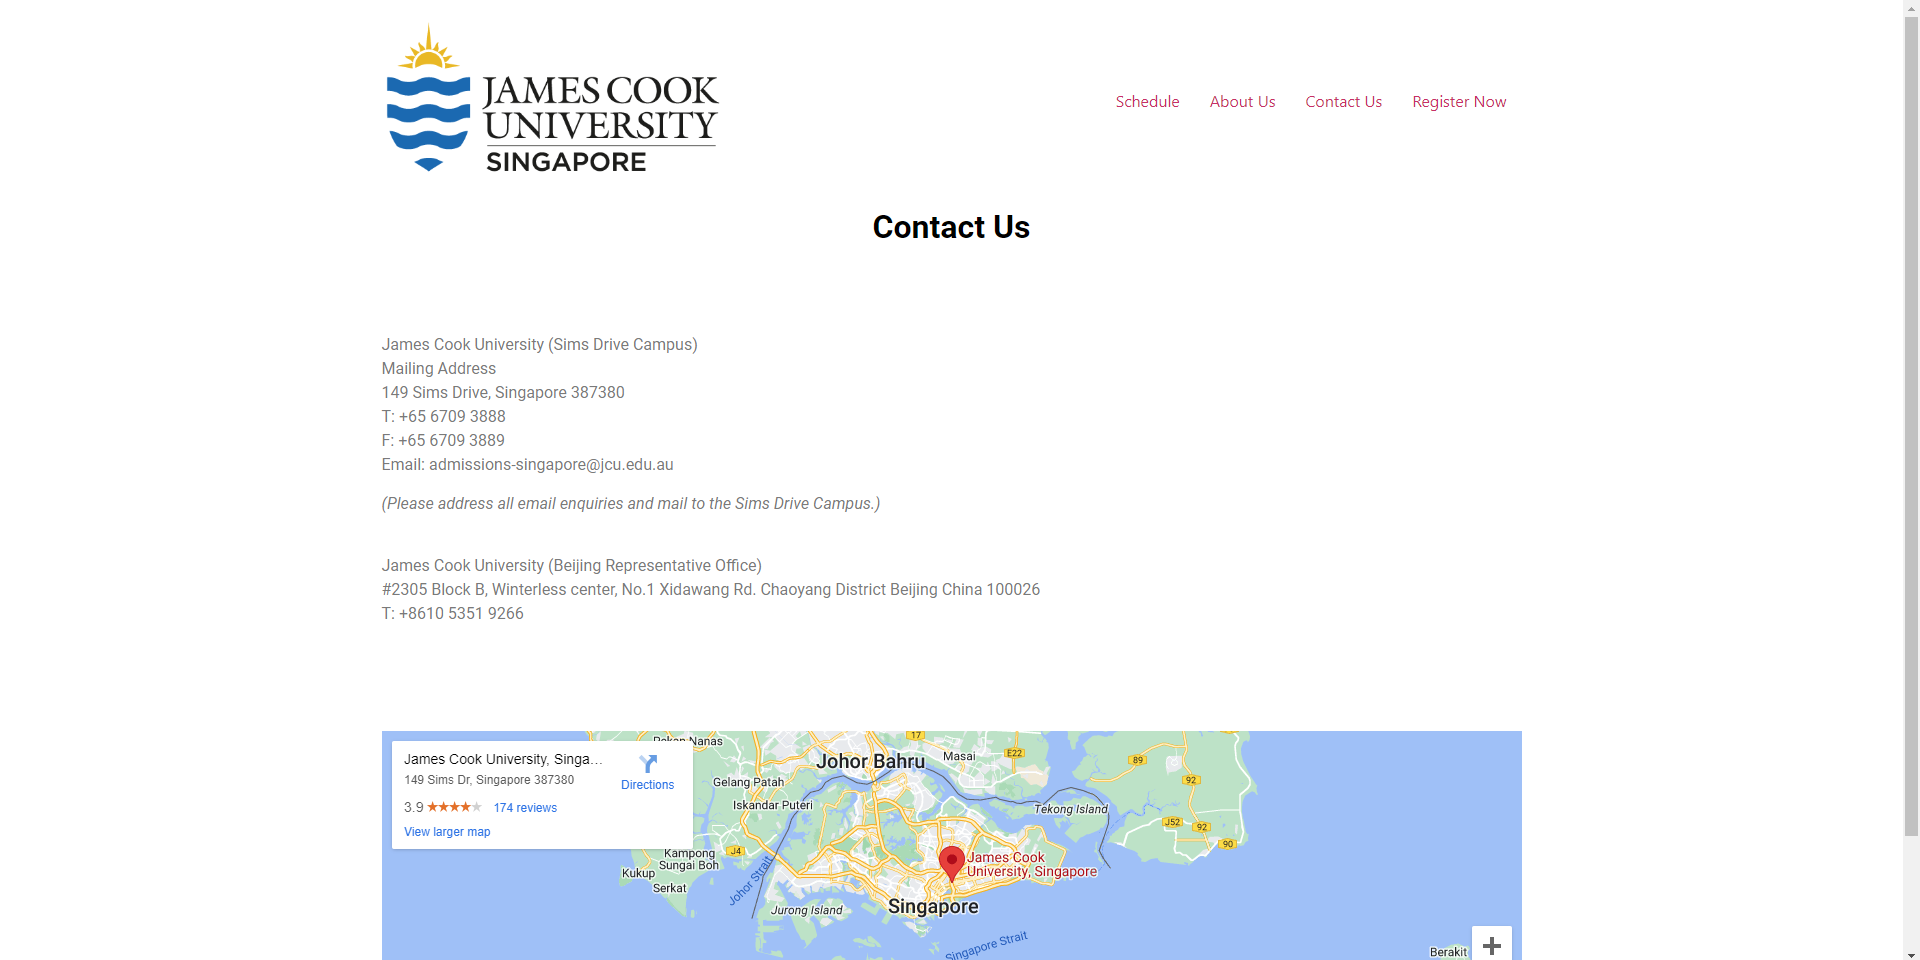 JAMES COOK
UNIVERSITY
SINGAPORE
Schedule About Us Contact Us Register Now
Contact Us
James Cook University (Sims Drive Campus)
Mailing Address
149 Sims Drive, Singapore 387380
T: +65 6709 3888
F: +65 6709 3889
Email: admissions-singapore@jcu.edu.au
(Please address all email enquiries and mail to the Sims Drive Campus.)
James Cook University (Beijing Representative Office)
#2305 Block B, Winterless center, No.1 Xidawang Rd. Chaoyang District Beijing China 100026
T: +8610 5351 9266
James Cook University, Singa...
149 Sims Dr, Singapore 387380
Directions
3.9 174 reviews
View larger map
Pekan Nanas
17
Johor Bahru
Masai
E22
89
92
Gelang Patah
Iskandar Puteri
Tekong Island
J52
92
90
Kampong
Sungai Boh
J4
Kukup
Serkat
Johor Strait
James Cook
University, Singapore
Jurong Island
Singapore
Singapore Strait
Berakit